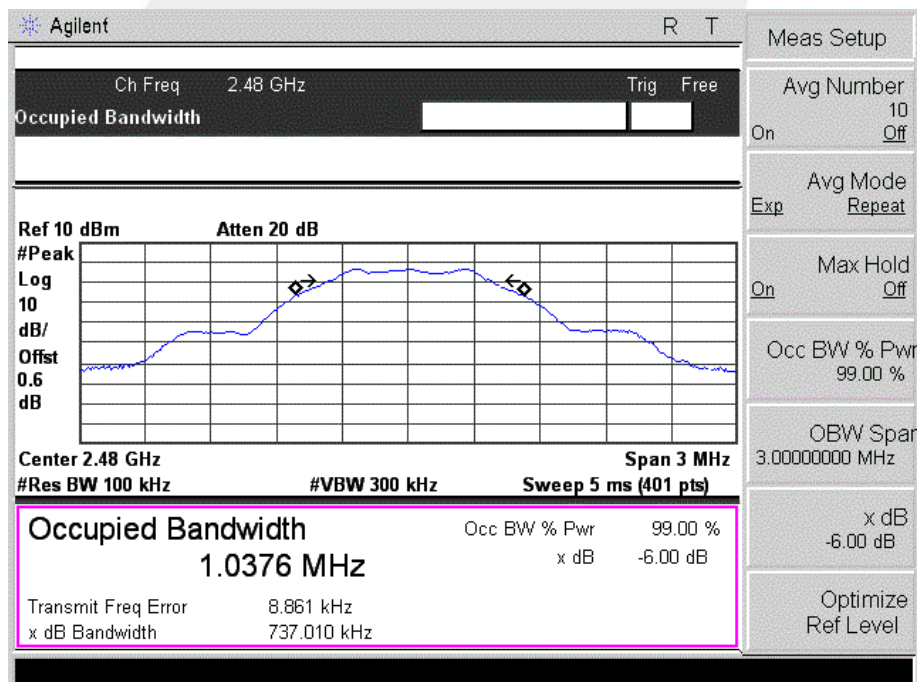 Agilent R T
Ch Freq 2.48 GHz Trig Free
Occupied Bandwidth
Ref 10 dBm Atten 20 dB
#Peak
Log
10
dB/
Offst
0.6
dB
Center 2.48 GHz Span 3 MHz
#Res BW 100 kHz #VBW 300 kHz Sweep 5 ms (401 pts)
Occupied Bandwidth Occ BW % Pwr 99.00 %
1.0376 MHz x dB -6.00 dB
Transmit Freq Error 8.861 kHz
x dB Bandwidth 737.010 kHz
Meas Setup
Avg Number
10
On Off
Avg Mode
Exp Repeat
Max Hold
On Off
Occ BW % Pwr
99.00 %
OBW Span
3.00000000 MHz
x dB
-6.00 dB
Optimize
Ref Level